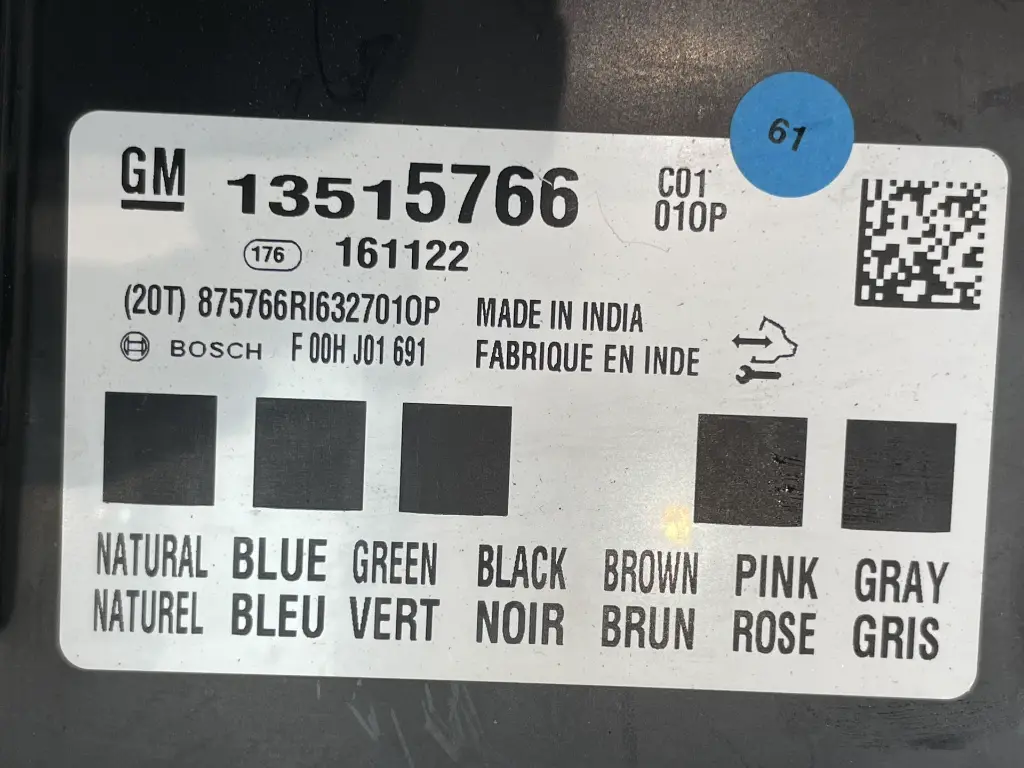 61
GM 13515766 C01
010P
176 161122
(20T) 875766RI6327010P MADE IN INDIA
BOSCH F 00H J01 691 FABRIQUE EN INDE
NATURAL BLUE GREEN BLACK BROWN PINK GRAY
NATUREL BLEU VERT NOIR BRUN ROSE GRIS